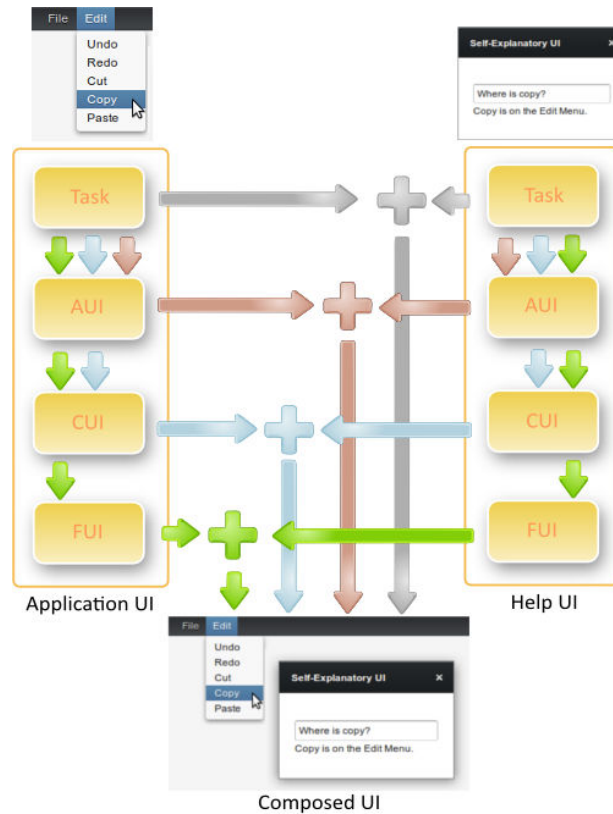 File Edit
Undo
Redo
Cut
Copy
Paste
Self-Explanatory UI ×
Where is copy?
Copy is on the Edit Menu.
Task
AUI
CUI
FUI
Application UI
Task
AUI
CUI
FUI
Help UI
File Edit
Undo
Redo
Cut
Copy
Paste
Self-Explanatory UI ×
Where is copy?
Copy is on the Edit Menu.
Composed UI